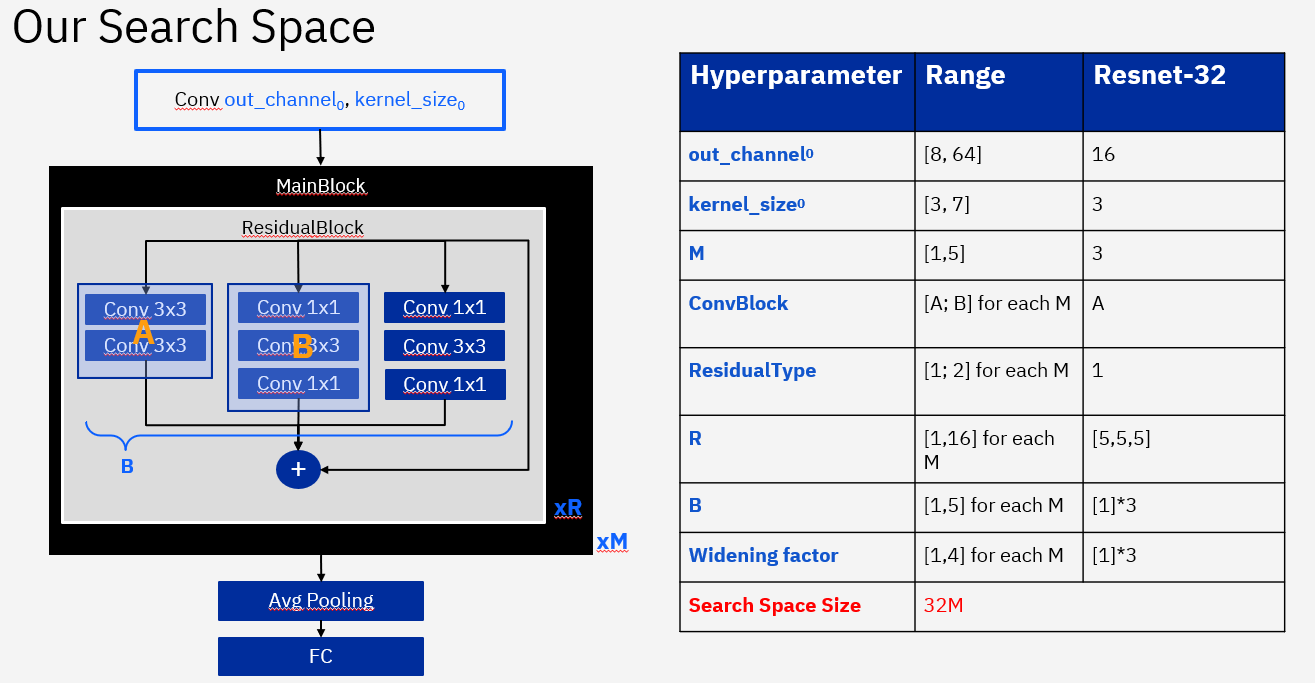 Our Search Space
Conv out_channel₀, kernel_size₀
MainBlock
ResidualBlock
Conv 3x3
Conv 3x3
A
Conv 1x1
Conv 3x3
Conv 1x1
B
Conv 1x1
Conv 3x3
Conv 1x1
B
+
xR
xM
Avg Pooling
FC
Hyperparameter Range Resnet-32
out_channel⁰ [8, 64] 16
kernel_size⁰ [3, 7] 3
M [1,5] 3
ConvBlock [A; B] for each M A
ResidualType [1; 2] for each M 1
R [1,16] for each [5,5,5]
M
B [1,5] for each M [1]*3
Widening factor [1,4] for each M [1]*3
Search Space Size 32M